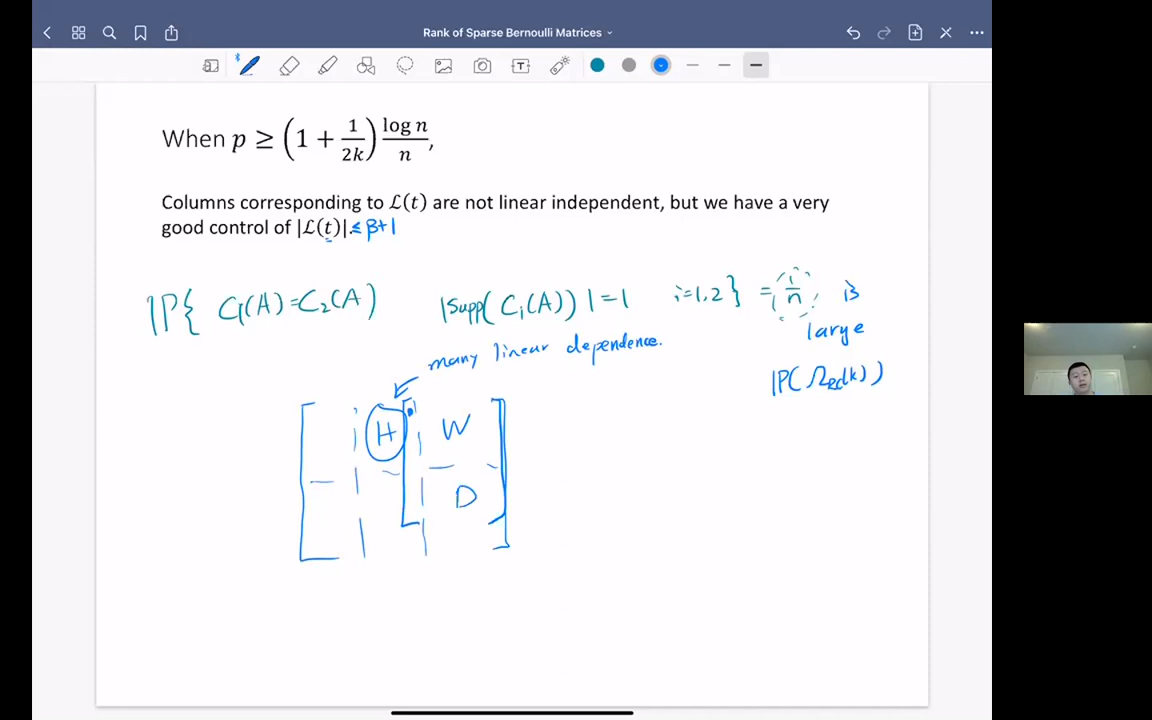 Rank of Sparse Bernoulli Matrices
When p ≥ (1 + 1/2k) log n / n,
Columns corresponding to ℒ(t) are not linear independent, but we have a very
good control of |ℒ(t)|. ≤ β+1
ℙ{ C₁(A) = C₂(A) |Supp(C₁(A))| = 1 i=1,2 } = 1/n is
large
many linear dependence.
H W
D